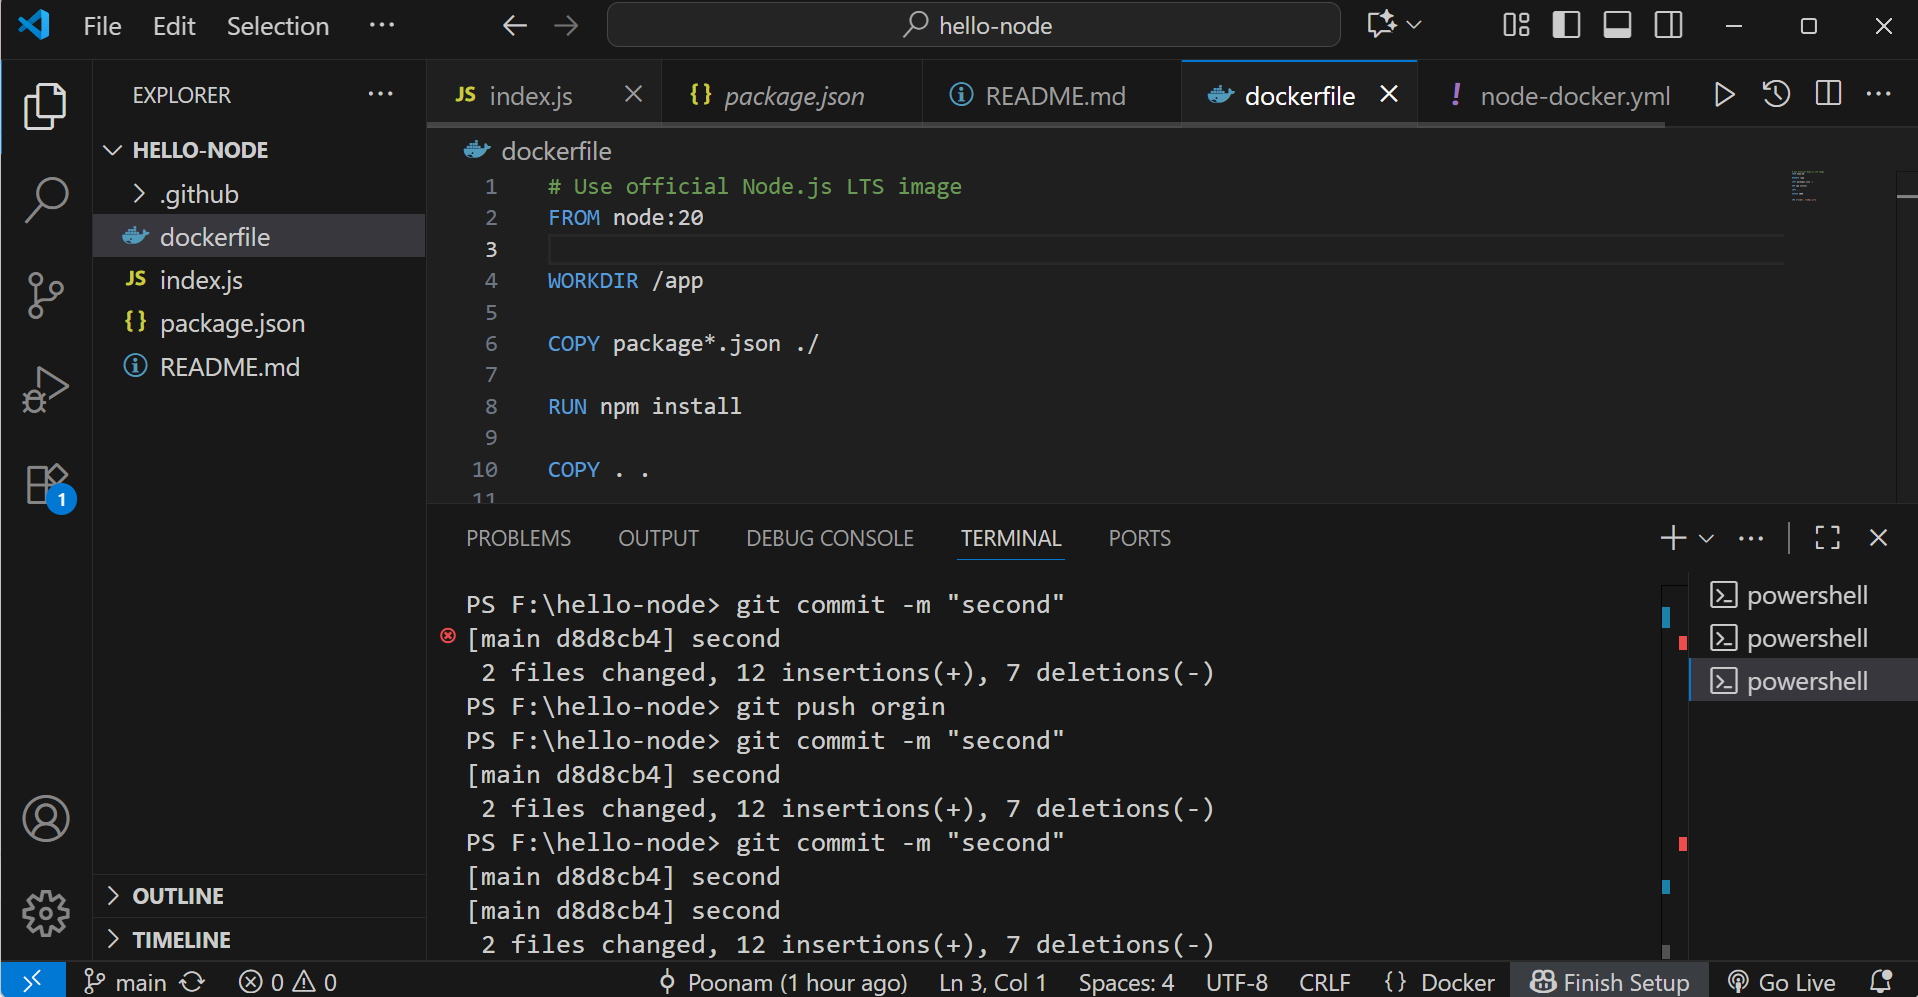 File Edit Selection ···
hello-node
EXPLORER ···
HELLO-NODE
.github
dockerfile
JS index.js
{} package.json
README.md
OUTLINE
TIMELINE
1
JS index.js
{} package.json
README.md
dockerfile
! node-docker.yml
dockerfile
1 # Use official Node.js LTS image
2 FROM node:20
3
4 WORKDIR /app
5
6 COPY package*.json ./
7
8 RUN npm install
9
10 COPY . .
11
PROBLEMS OUTPUT DEBUG CONSOLE TERMINAL PORTS
PS F:\hello-node> git commit -m "second"
[main d8d8cb4] second
2 files changed, 12 insertions(+), 7 deletions(-)
PS F:\hello-node> git push orgin
PS F:\hello-node> git commit -m "second"
[main d8d8cb4] second
2 files changed, 12 insertions(+), 7 deletions(-)
PS F:\hello-node> git commit -m "second"
[main d8d8cb4] second
[main d8d8cb4] second
2 files changed, 12 insertions(+), 7 deletions(-)
powershell
powershell
powershell
main 0 0 Poonam (1 hour ago) Ln 3, Col 1 Spaces: 4 UTF-8 CRLF {} Docker Finish Setup Go Live